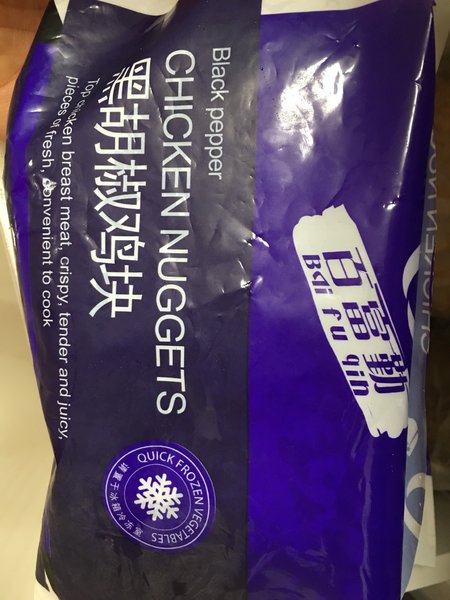 百富勤
Bai fu qin
Black pepper
CHICKEN NUGGETS
黑胡椒鸡块
Top chicken breast meat, crispy, tender and juicy,
pieces of fresh, convenient to cook
QUICK FROZEN VEGETABLES
CHICKEN